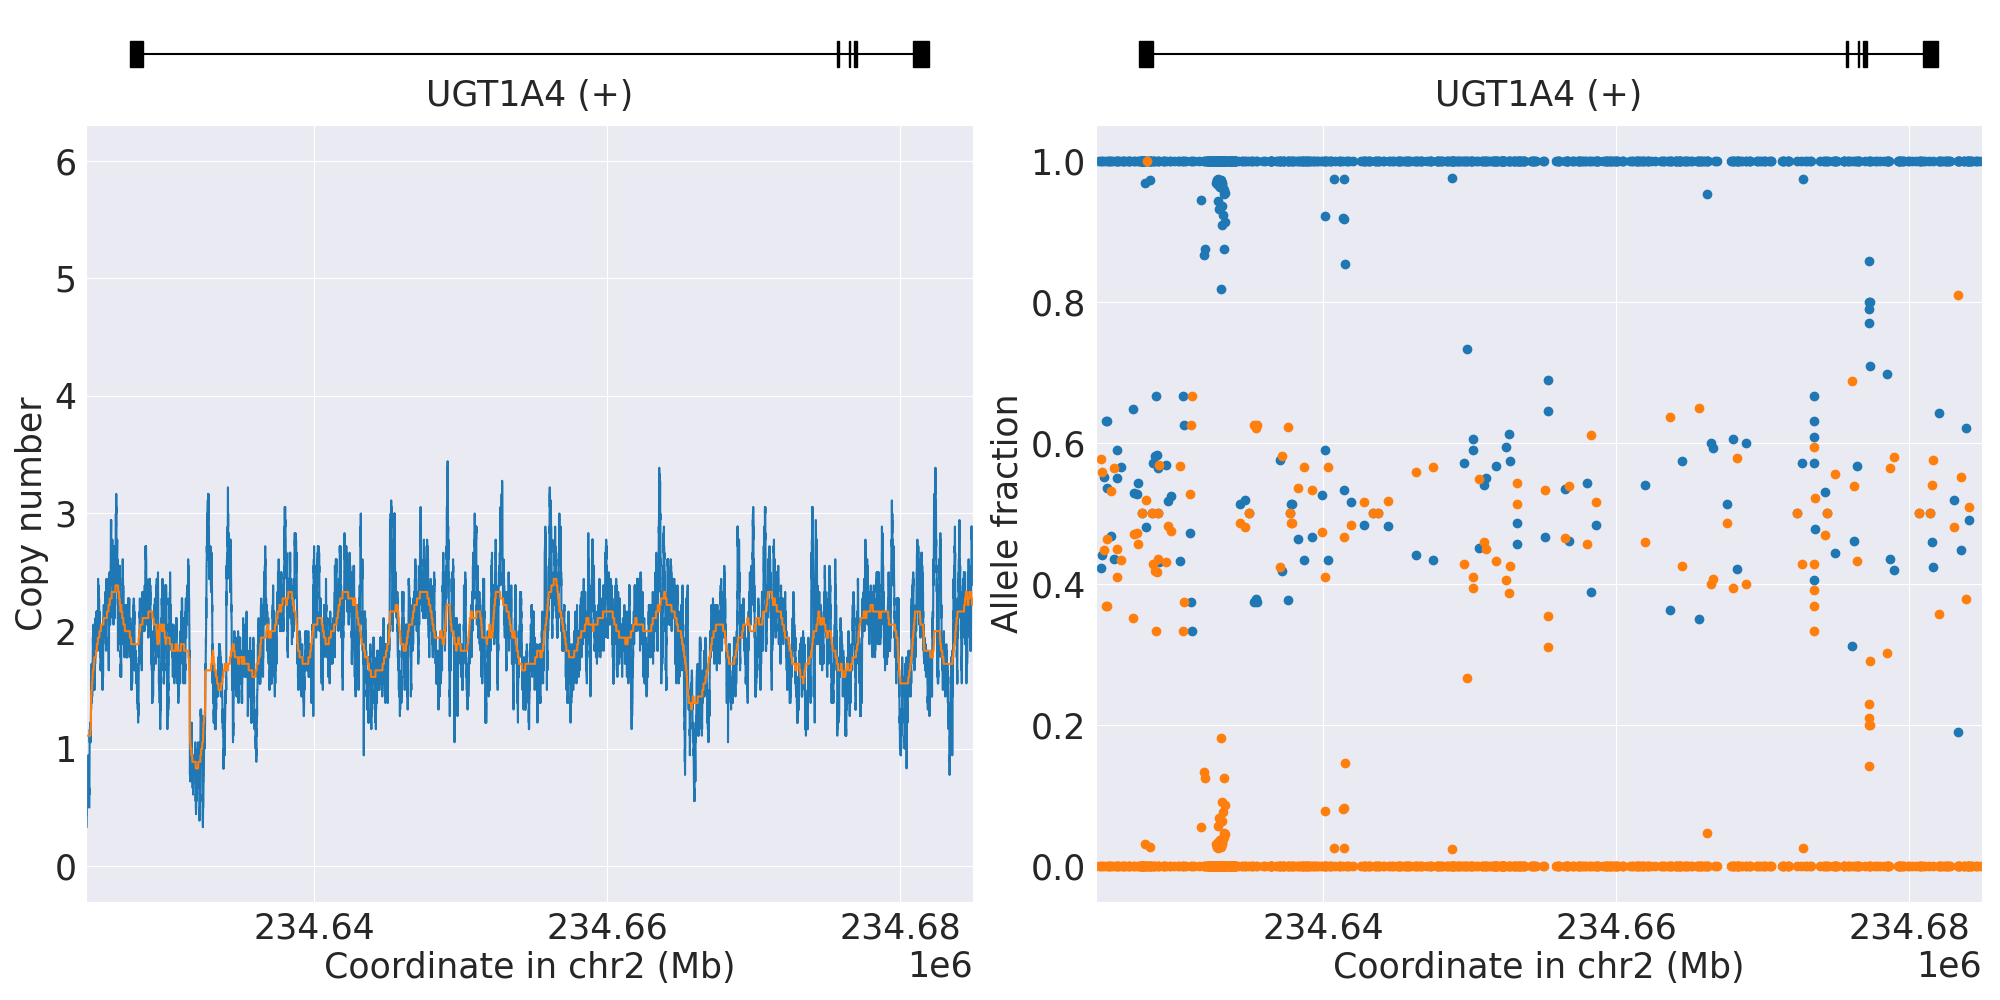 UGT1A4 (+)
Copy number
6
5
4
3
2
1
0
234.64 234.66 234.68
1e6
Coordinate in chr2 (Mb)
UGT1A4 (+)
Allele fraction
1.0
0.8
0.6
0.4
0.2
0.0
234.64 234.66 234.68
1e6
Coordinate in chr2 (Mb)